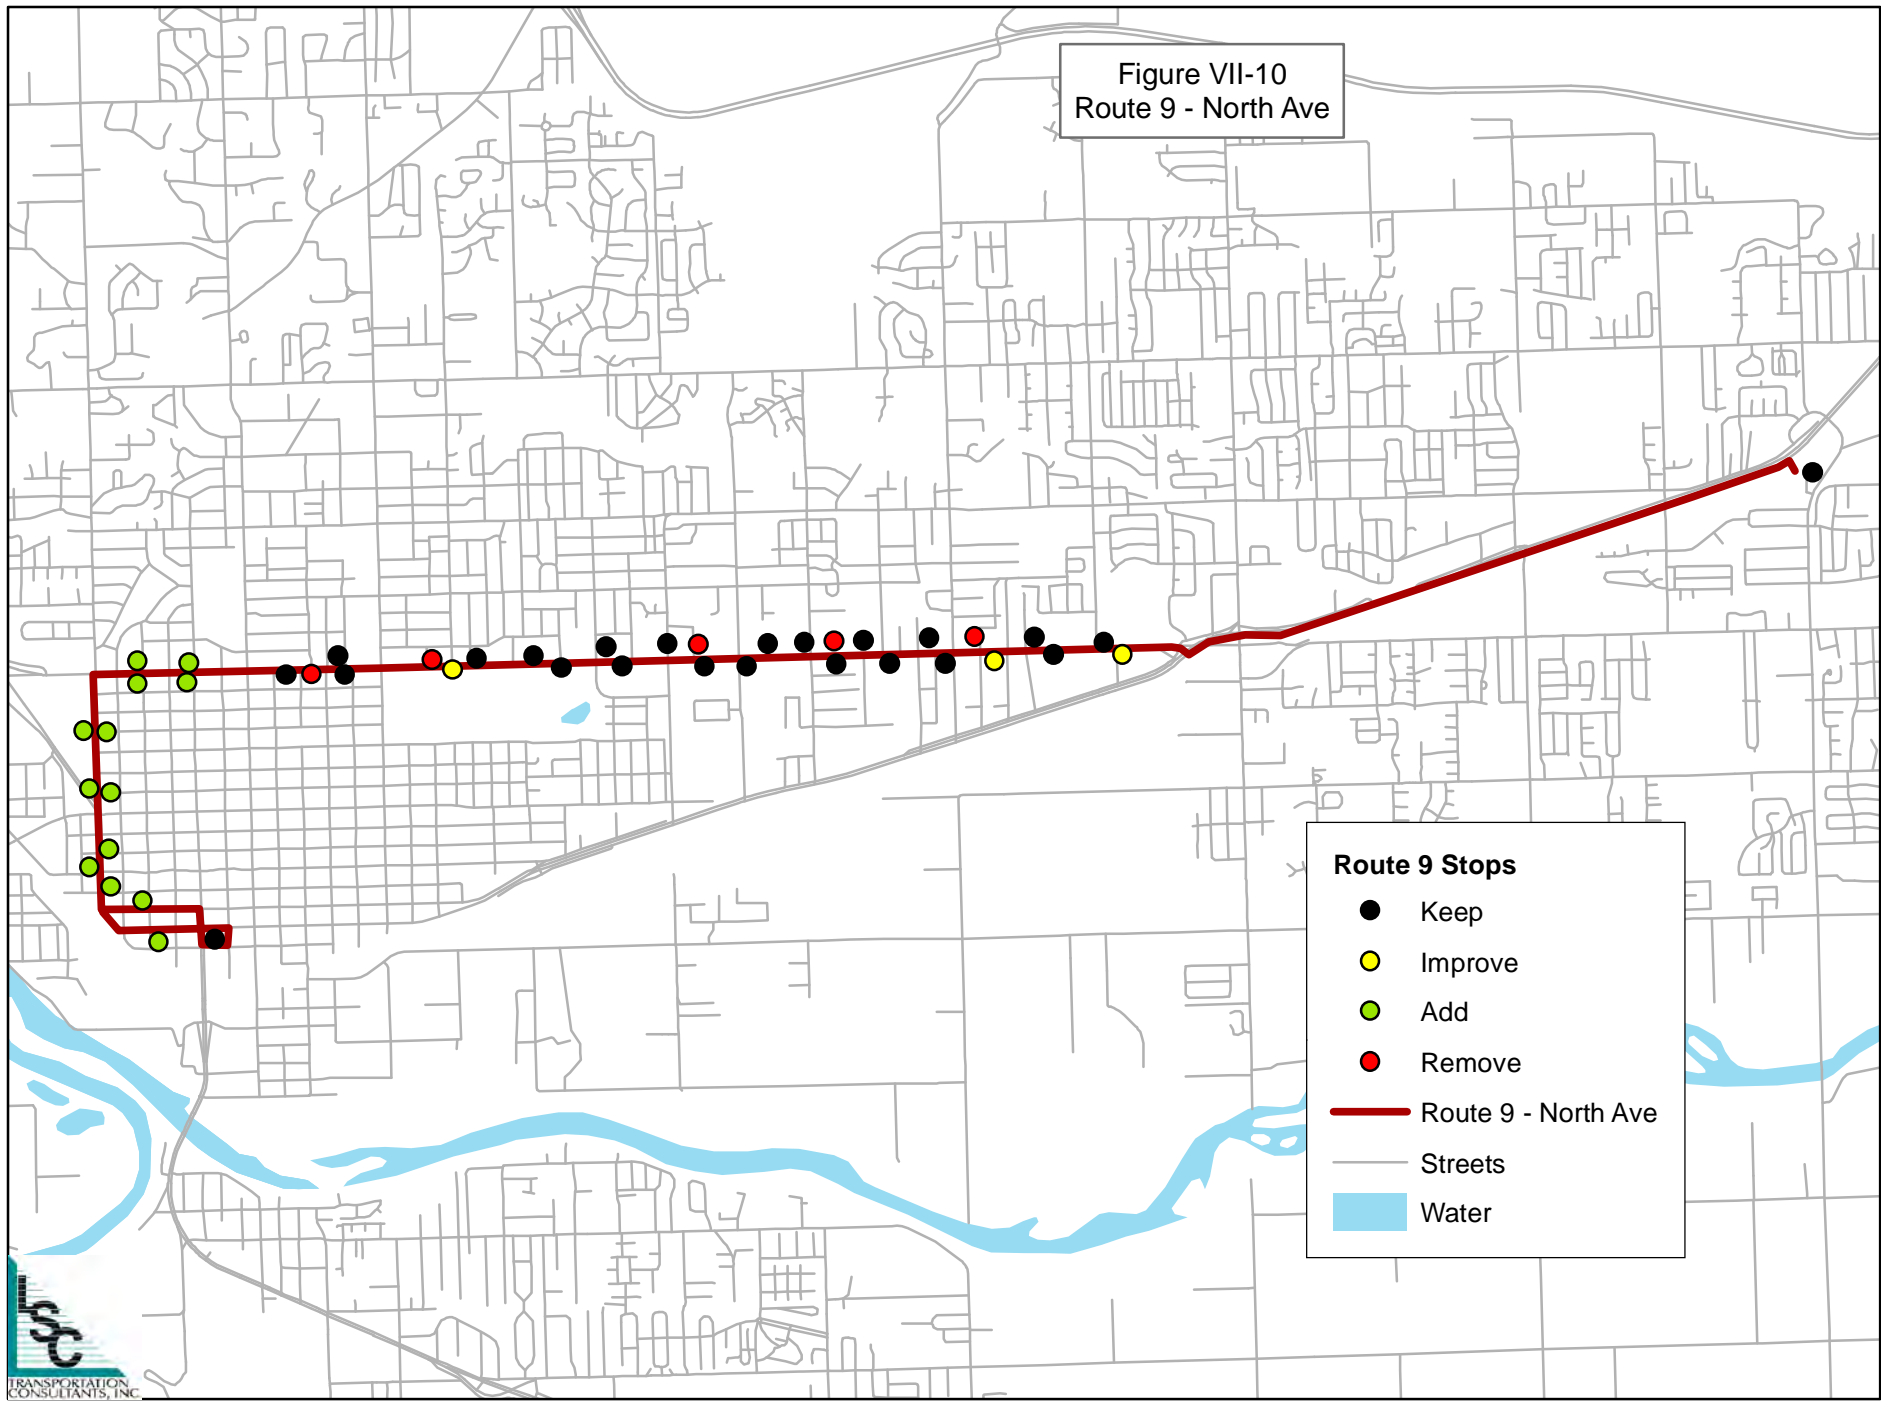 Figure VII-10
Route 9 - North Ave
Route 9 Stops
Keep
Improve
Add
Remove
Route 9 - North Ave
Streets
Water
LSC
TRANSPORTATION
CONSULTANTS, INC.